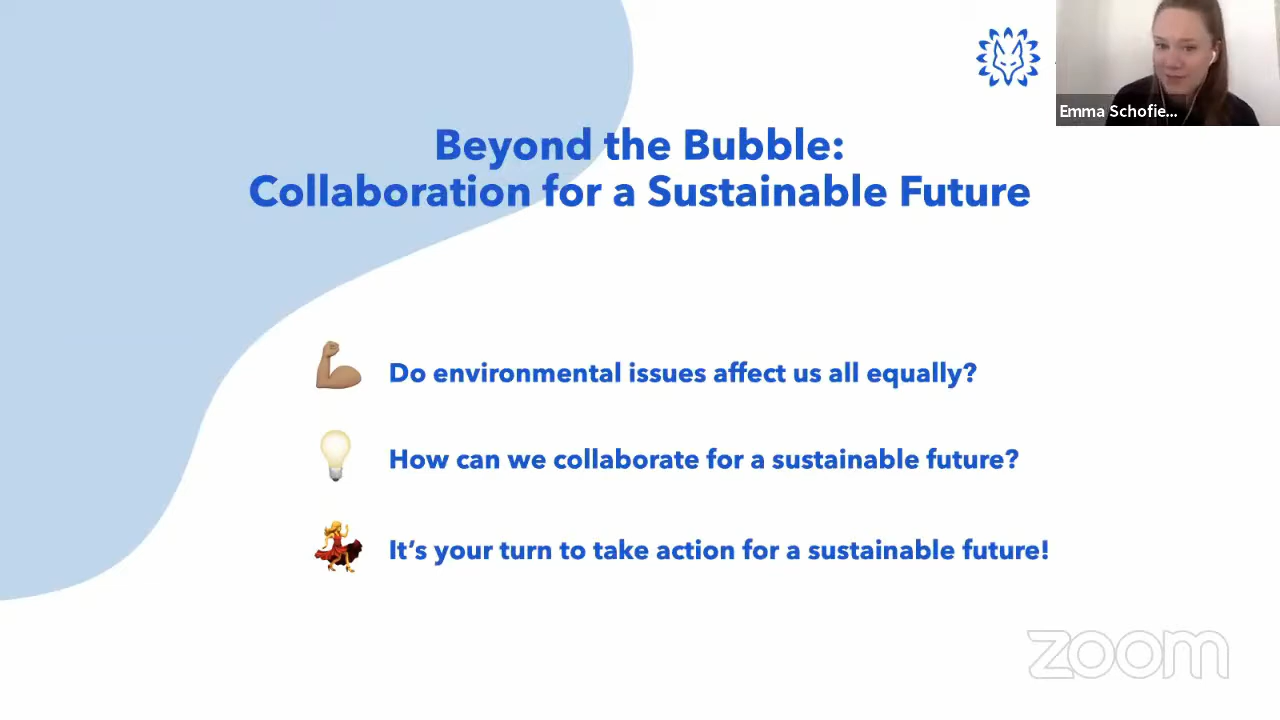 Beyond the Bubble:
Collaboration for a Sustainable Future
Emma Schofie...
Do environmental issues affect us all equally?
How can we collaborate for a sustainable future?
It's your turn to take action for a sustainable future!
zoom